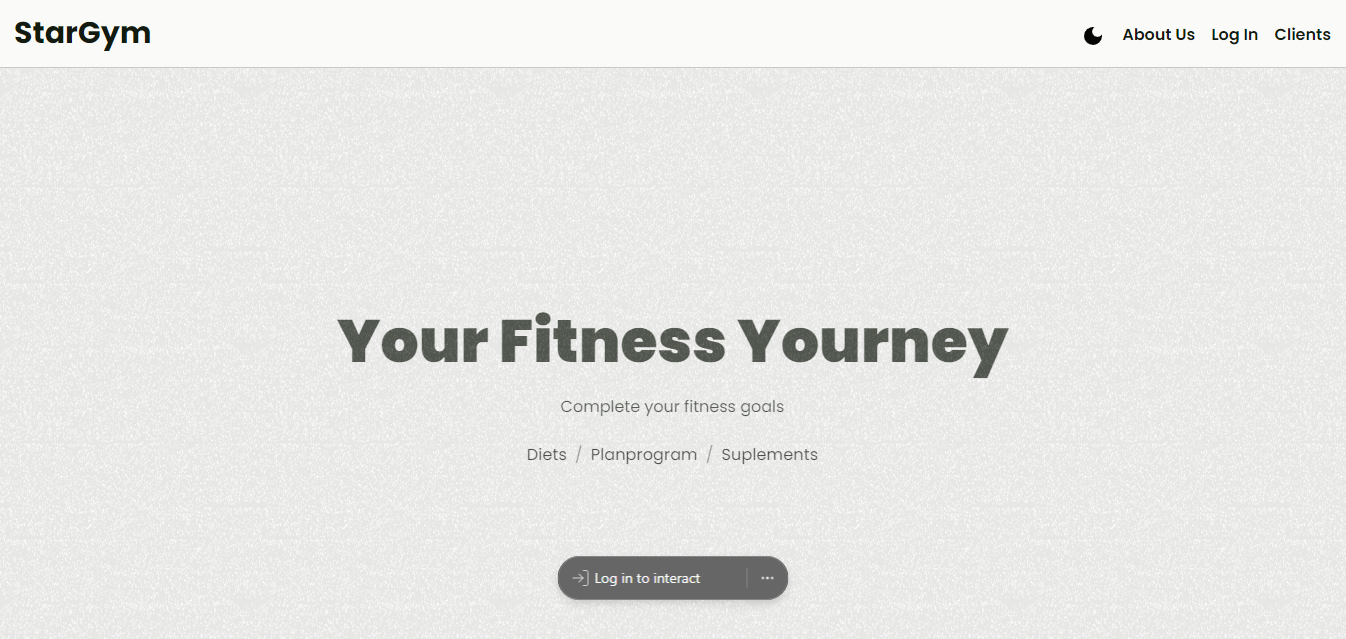 StarGym
About Us Log In Clients
Your Fitness Yourney
Complete your fitness goals
Diets / Planprogram / Suplements
Log in to interact